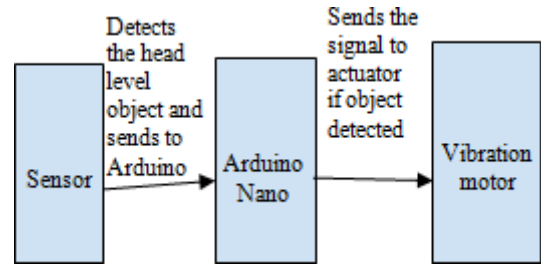 Sensor
Detects
the head
level
object and
sends to
Arduino
Arduino
Nano
Sends the
signal to
actuator
if object
detected
Vibration
motor